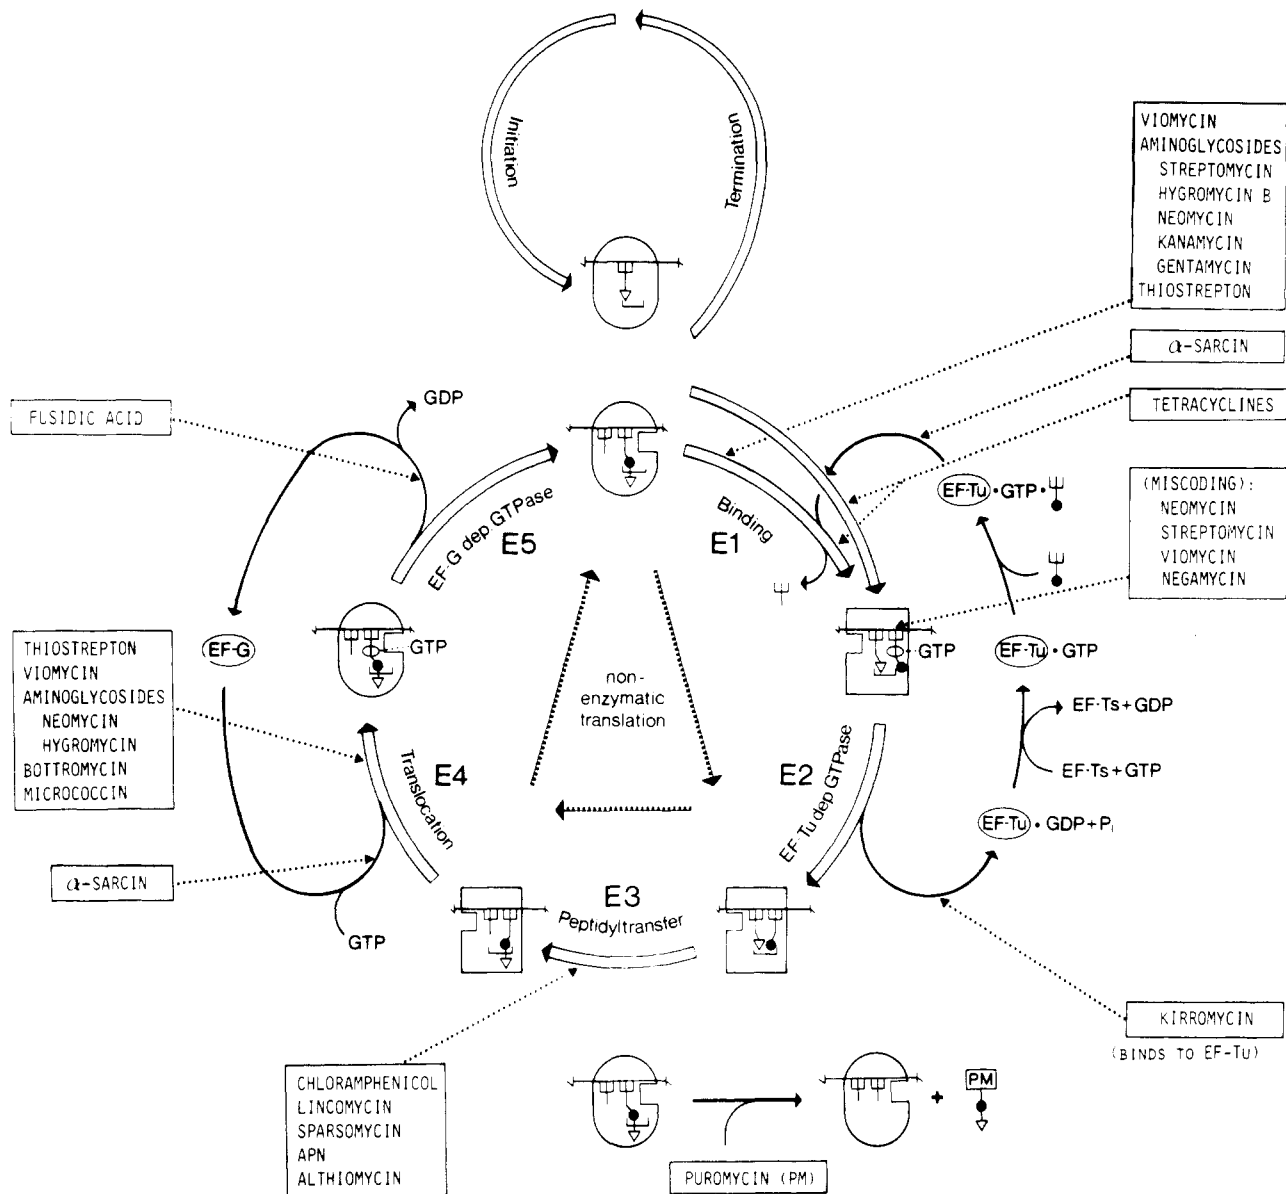 Initiation
Termination
VIOMYCIN
AMINOGLYCOSIDES
STREPTOMYCIN
HYGROMYCIN B
NEOMYCIN
KANAMYCIN
GENTAMYCIN
THIOSTREPTON
α-SARCIN
TETRACYCLINES
(MISCODING):
NEOMYCIN
STREPTOMYCIN
VIOMYCIN
NEGAMYCIN
FUSIDIC ACID
GDP
EF-G dep. GTPase
E5
E1
Binding
EF-Tu · GTP ·
EF-G
GTP
GTP
EF-Tu · GTP
non-
enzymatic
translation
THIOSTREPTON
VIOMYCIN
AMINOGLYCOSIDES
NEOMYCIN
HYGROMYCIN
BOTTROMYCIN
MICROCOCCIN
EF-Ts+GDP
EF-Ts+GTP
Translocation
E4
E2
EF-Tu dep GTPase
EF-Tu · GDP+Pi
α-SARCIN
GTP
E3
Peptidyltransfer
KIRROMYCIN
(BINDS TO EF-Tu)
CHLORAMPHENICOL
LINCOMYCIN
SPARSOMYCIN
APN
ALTHIOMYCIN
+
PM
PUROMYCIN (PM)